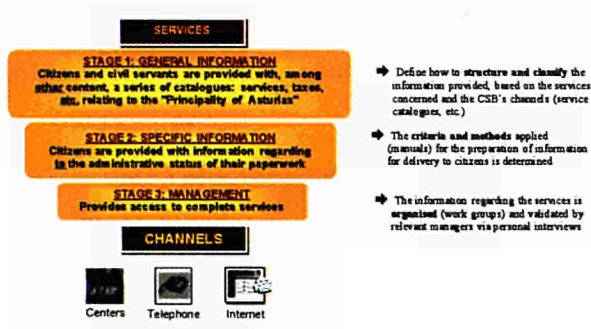 SERVICES
STAGE 1: GENERAL INFORMATION
Citizens and civil servants are provided with, among
other content, a series of catalogues: services, taxes,
etc, relating to the "Principality of Asturias"
STAGE 2: SPECIFIC INFORMATION
Citizens are provided with information regarding
to the administrative status of their paperwork
STAGE 3: MANAGEMENT
Provides access to complete services
CHANNELS
Centers Telephone Internet
Define how to structure and classify the
information provided, based on the services
concerned and the CSB's channels (service
catalogues, etc.)
The criteria and methods applied
(manuals) for the preparation of information
for delivery to citizens is determined
The information regarding the services is
organised (work groups) and validated by
relevant managers via personal interviews